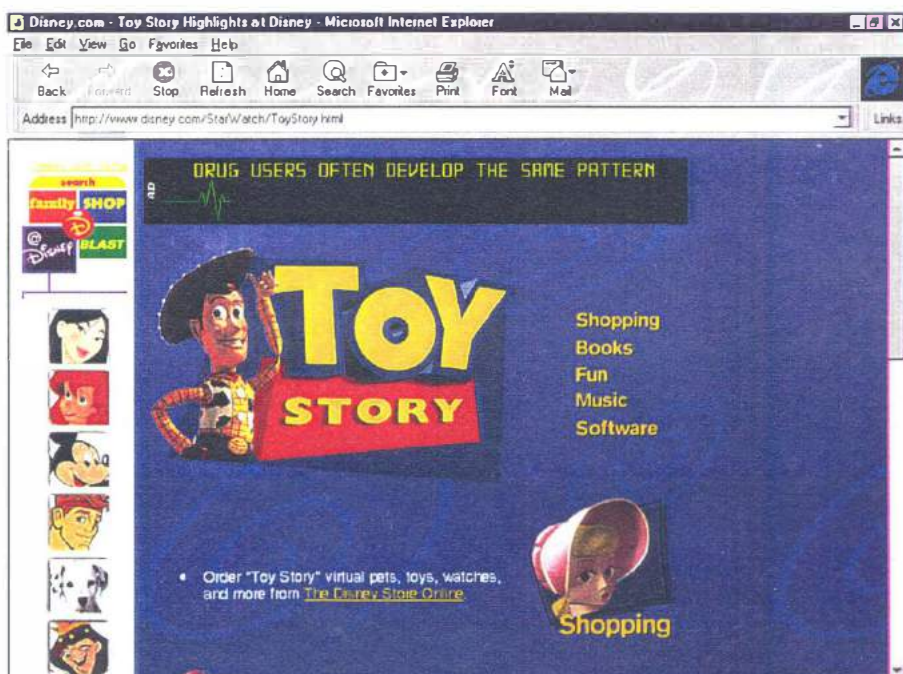 Disney.com - Toy Story Highlights at Disney - Microsoft Internet Explorer
File Edit View Go Favorites Help
Back Forward Stop Refresh Home Search Favorites Print Font Mail
Address http://www.disney.com/StarWatch/ToyStory.html Links
search
family SHOP
@Disney D BLAST
AD
DRUG USERS OFTEN DEVELOP THE SAME PATTERN
TOY
STORY
Shopping
Books
Fun
Music
Software
• Order "Toy Story" virtual pets, toys, watches,
and more from The Disney Store Online.
Shopping